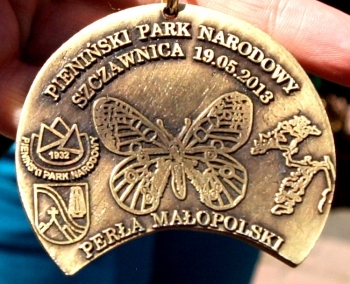 PIENIŃSKI PARK NARODOWY
SZCZAWNICA 19.05.2013
1932
PIENIŃSKI PARK NARODOWY
PERŁA MAŁOPOLSKI